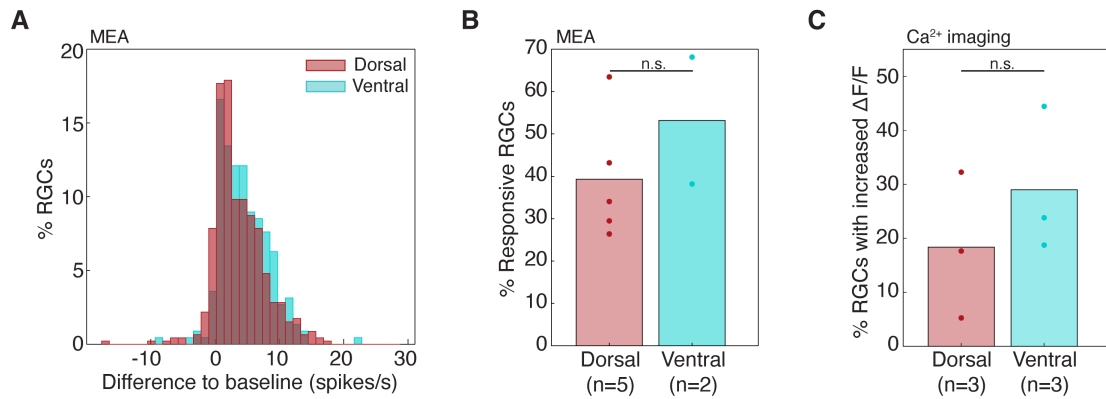 A
MEA
20
15
10
5
0
% RGCs
Dorsal
Ventral
-10
0
10
20
30
Difference to baseline (spikes/s)
B
MEA
n.s.
70
60
50
40
30
20
10
0
% Responsive RGCs
Dorsal
(n=5)
Ventral
(n=2)
C
Ca²⁺ imaging
n.s.
50
40
30
20
10
0
% RGCs with increased ΔF/F
Dorsal
(n=3)
Ventral
(n=3)